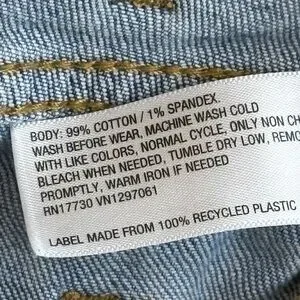 BODY: 99% COTTON / 1% SPANDEX.
WASH BEFORE WEAR, MACHINE WASH COLD
WITH LIKE COLORS, NORMAL CYCLE, ONLY NON
BLEACH WHEN NEEDED, TUMBLE DRY LOW,
PROMPTLY, WARM IRON IF NEEDED
RN17730 VN1297061
LABEL MADE FROM 100% RECYCLED PLASTIC